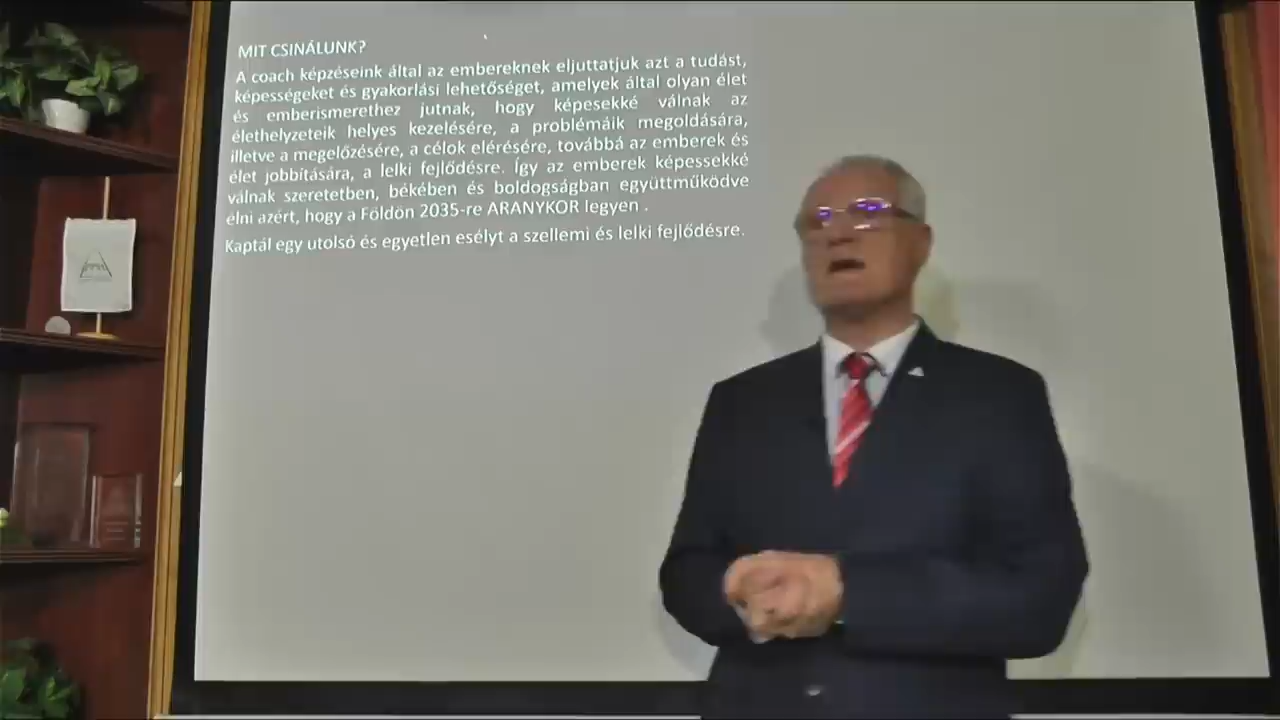 MIT CSINÁLUNK?
A coach képzéseink által az embereknek eljuttatjuk azt a tudást,
képességeket és gyakorlási lehetőséget, amelyek által olyan élet
és emberismerethez jutnak, hogy képesekké válnak az
élethelyzeteik helyes kezelésére, a problémáik megoldására,
illetve a megelőzésére, a célok elérésére, továbbá az emberek és
élet jobbítására, a lelki fejlődésre. Így az emberek képessekké
válnak szeretetben, békében és boldogságban együttműködve
élni azért, hogy a Földön 2035-re ARANYKOR legyen .
Kaptál egy utolsó és egyetlen esélyt a szellemi és lelki fejlődésre.